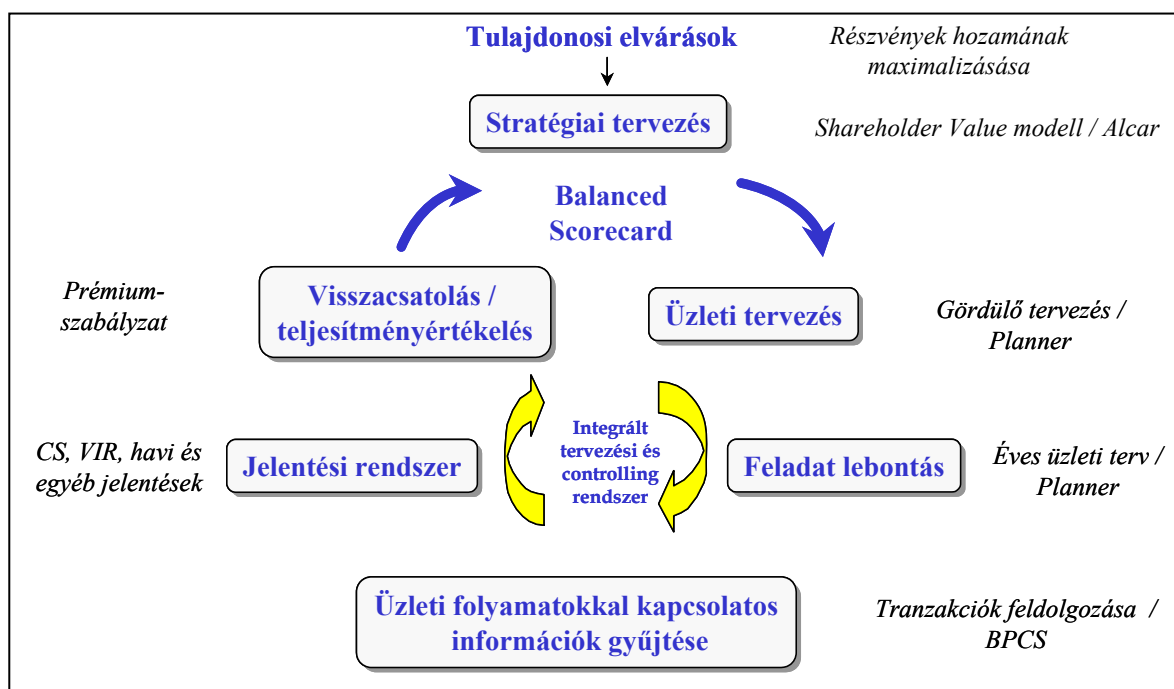 Tulajdonosi elvárások
Részvények hozamának
maximalizásása
Stratégiai tervezés
Shareholder Value modell / Alcar
Balanced
Scorecard
Prémium-
szabályzat
Visszacsatolás /
teljesítményértékelés
Üzleti tervezés
Gördülő tervezés /
Planner
CS, VIR, havi és
egyéb jelentések
Jelentési rendszer
Integrált
tervezési és
controlling
rendszer
Feladat lebontás
Éves üzleti terv /
Planner
Üzleti folyamatokkal kapcsolatos
információk gyűjtése
Tranzakciók feldolgozása /
BPCS